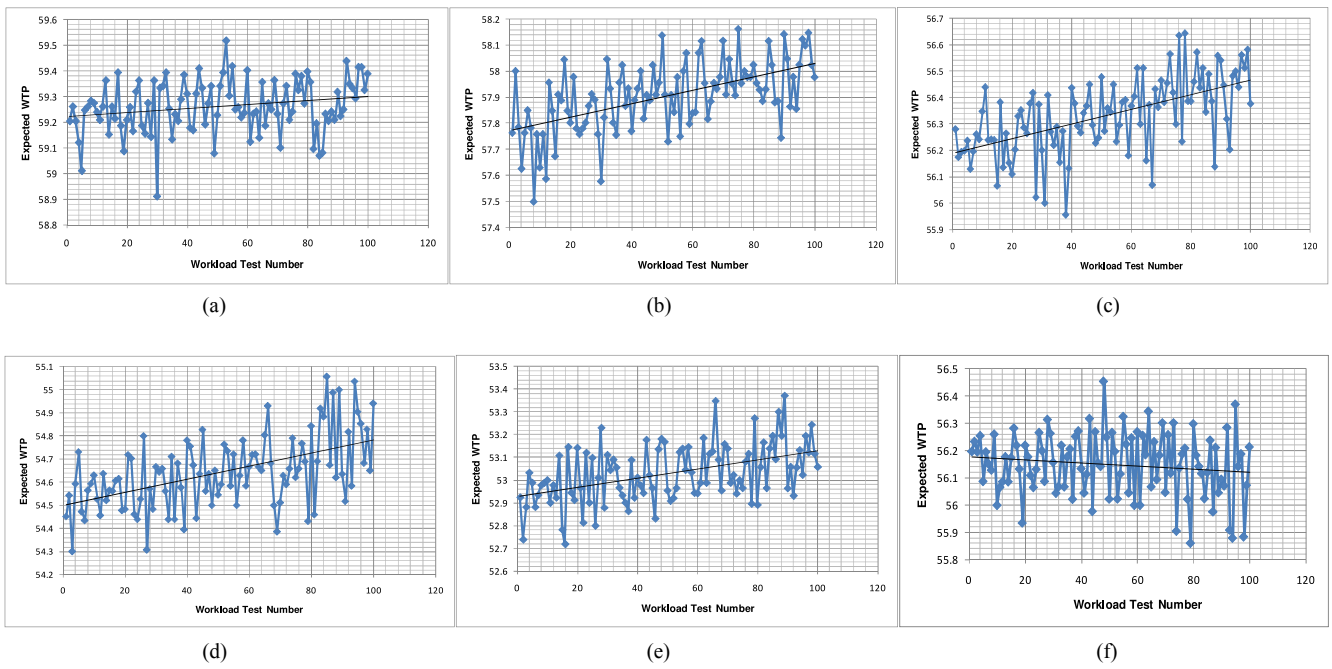 59.6
59.5
59.4
59.3
59.2
59.1
59
58.9
58.8
0 20 40 60 80 100 120
Expected WTP
Workload Test Number
(a)
58.2
58.1
58
57.9
57.8
57.7
57.6
57.5
57.4
0 20 40 60 80 100 120
Expected WTP
Workload Test Number
(b)
56.7
56.6
56.5
56.4
56.3
56.2
56.1
56
55.9
0 20 40 60 80 100 120
Expected WTP
Workload Test Number
(c)
55.1
55
54.9
54.8
54.7
54.6
54.5
54.4
54.3
54.2
0 20 40 60 80 100 120
Expected WTP
Workload Test Number
(d)
53.5
53.4
53.3
53.2
53.1
53
52.9
52.8
52.7
52.6
0 20 40 60 80 100 120
Expected WTP
Workload Test Number
(e)
56.5
56.4
56.3
56.2
56.1
56
55.9
55.8
0 20 40 60 80 100 120
Expected WTP
Workload Test Number
(f)